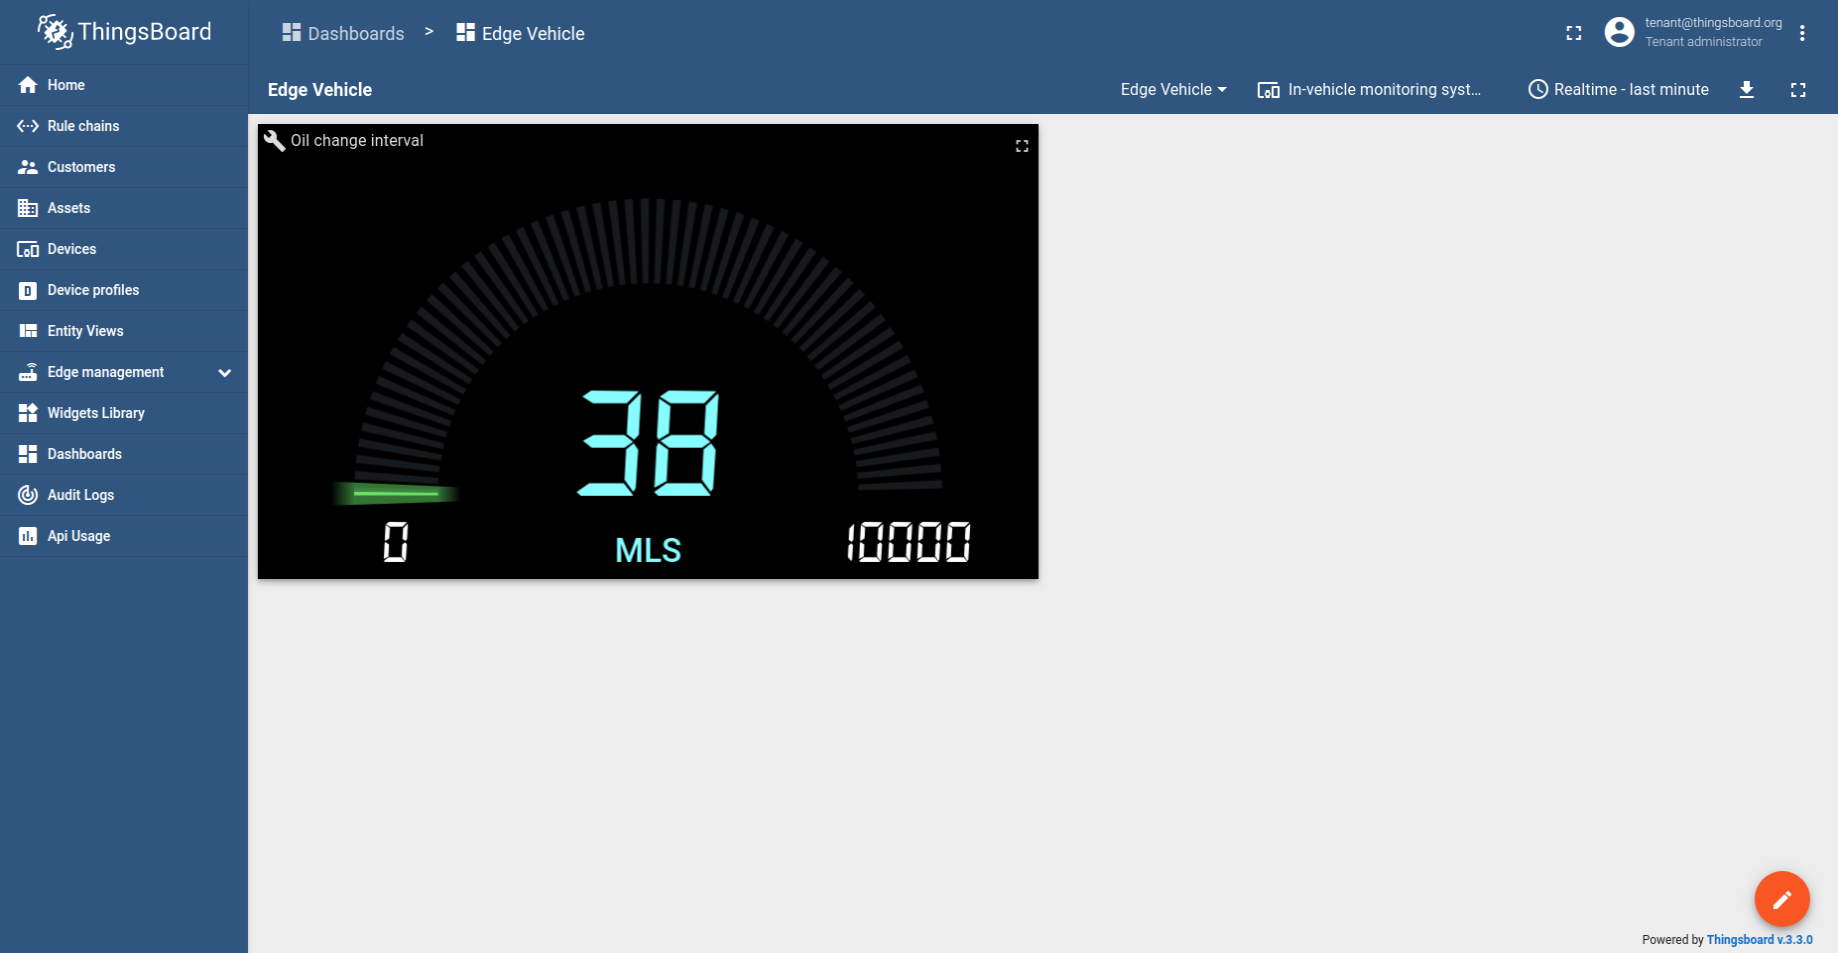 ThingsBoard
Home
Rule chains
Customers
Assets
Devices
Device profiles
Entity Views
Edge management
Widgets Library
Dashboards
Audit Logs
Api Usage
Dashboards > Edge Vehicle
tenant@thingsboard.org
Tenant administrator
Edge Vehicle
Edge Vehicle
In-vehicle monitoring syst...
Realtime - last minute
Oil change interval
38
0
MLS
10000
Powered by Thingsboard v.3.3.0